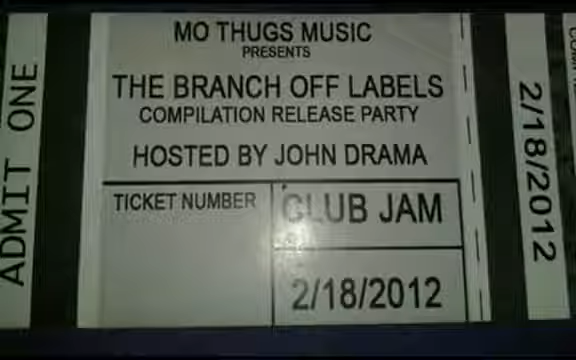 ADMIT ONE
MO THUGS MUSIC
PRESENTS
THE BRANCH OFF LABELS
COMPILATION RELEASE PARTY
HOSTED BY JOHN DRAMA
TICKET NUMBER
CLUB JAM
2/18/2012
2/18/2012